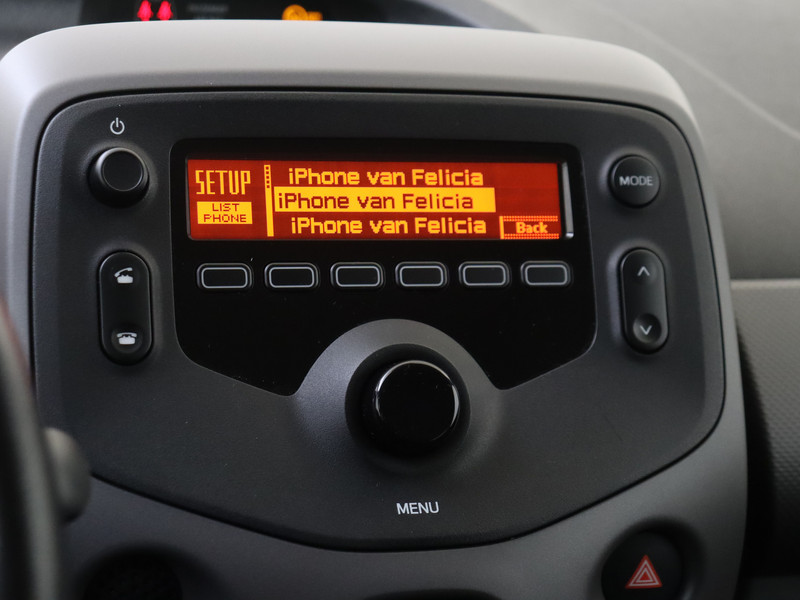 SETUP
LIST
PHONE
iPhone van Felicia
iPhone van Felicia
iPhone van Felicia
Back
MODE
MENU